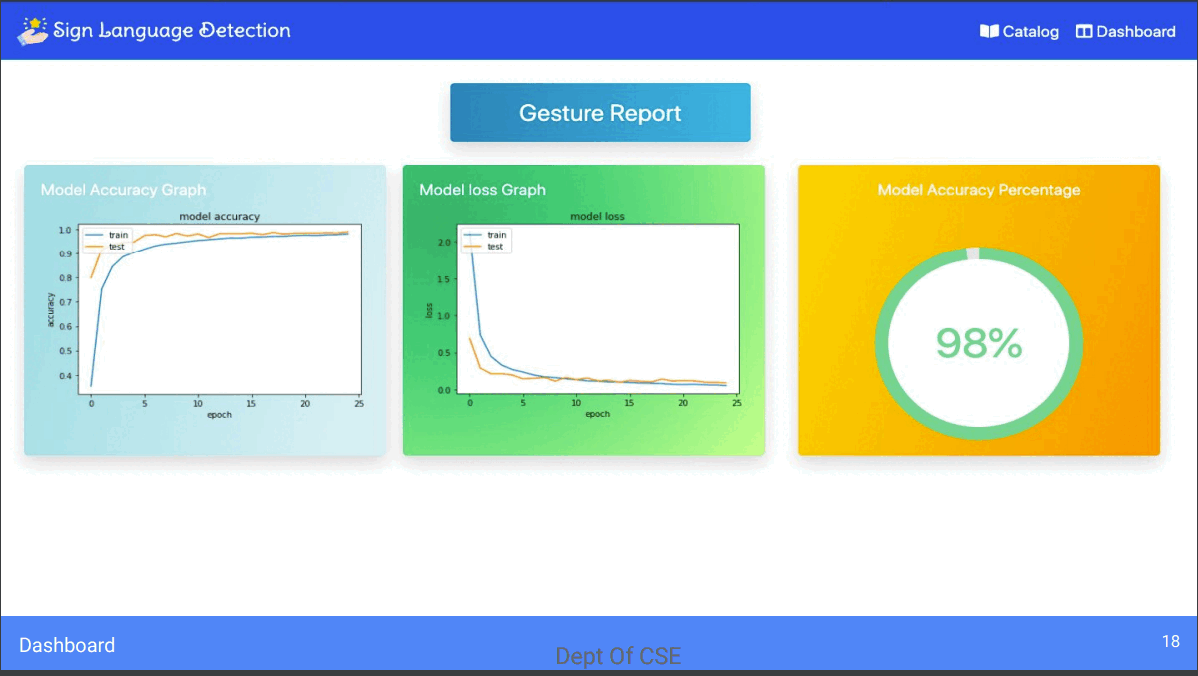 Sign Language Detection
Catalog Dashboard
Gesture Report
Model Accuracy Graph
model accuracy
train
test
1.0
0.9
0.8
0.7
0.6
0.5
0.4
accuracy
0 5 10 15 20 25
epoch
Model loss Graph
model loss
train
test
2.0
1.5
1.0
0.5
0.0
loss
0 5 10 15 20 25
epoch
Model Accuracy Percentage
98%
Dashboard
Dept Of CSE
18